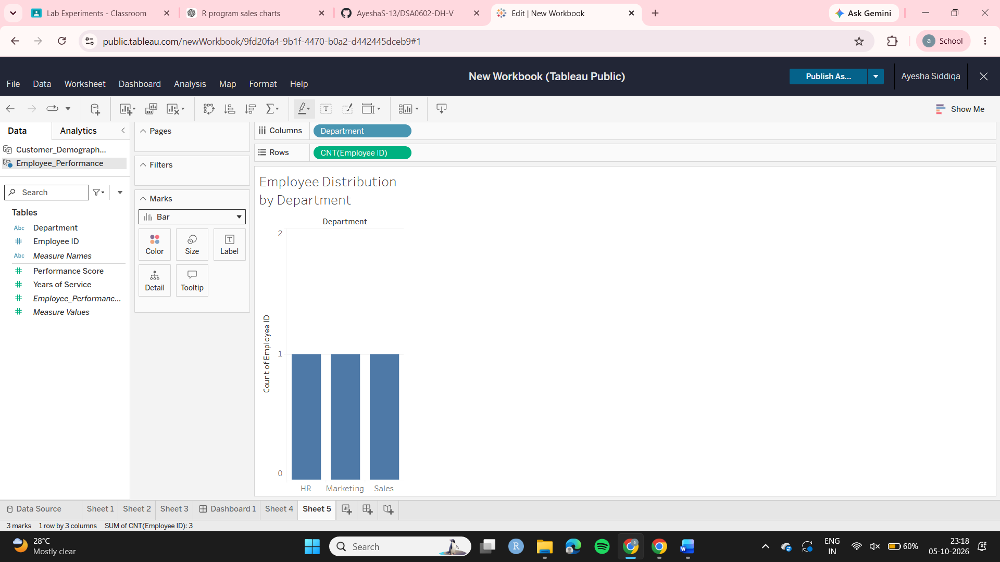 Lab Experiments - Classroom
R program sales charts
AyeshaS-13/DSA0602-DH-V
Edit | New Workbook
Ask Gemini
public.tableau.com/newWorkbook/9fd20fa4-9b1f-4470-b0a2-d442445dceb9#1
a School
New Workbook (Tableau Public)
Publish As...
Ayesha Siddiqa
File Data Worksheet Dashboard Analysis Map Format Help
Show Me
Data
Analytics
Customer_Demograph...
Employee_Performance
Search
Tables
Abc Department
Employee ID
Abc Measure Names
Performance Score
Years of Service
Employee_Performanc...
Measure Values
Pages
Filters
Marks
Bar
Color
Size
Label
Detail
Tooltip
Columns
Department
Rows
CNT(Employee ID)
Employee Distribution
by Department
Department
2
1
0
Count of Employee ID
HR
Marketing
Sales
Data Source
Sheet 1
Sheet 2
Sheet 3
Dashboard 1
Sheet 4
Sheet 5
3 marks
1 row by 3 columns
SUM of CNT(Employee ID): 3
28°C
Mostly clear
Search
ENG
IN
60%
23:18
05-10-2026